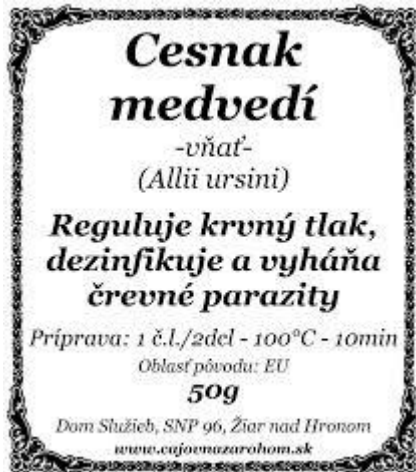 Cesnak
medvedí
-vňať-
(Allii ursini)
Reguluje krvný tlak,
dezinfikuje a vyháňa
črevné parazity
Príprava: 1 č.l./2dcl - 100°C - 10min
Oblasť pôvodu: EU
50g
Dom Služieb, SNP 96, Žiar nad Hronom
www.cajovnazarohom.sk